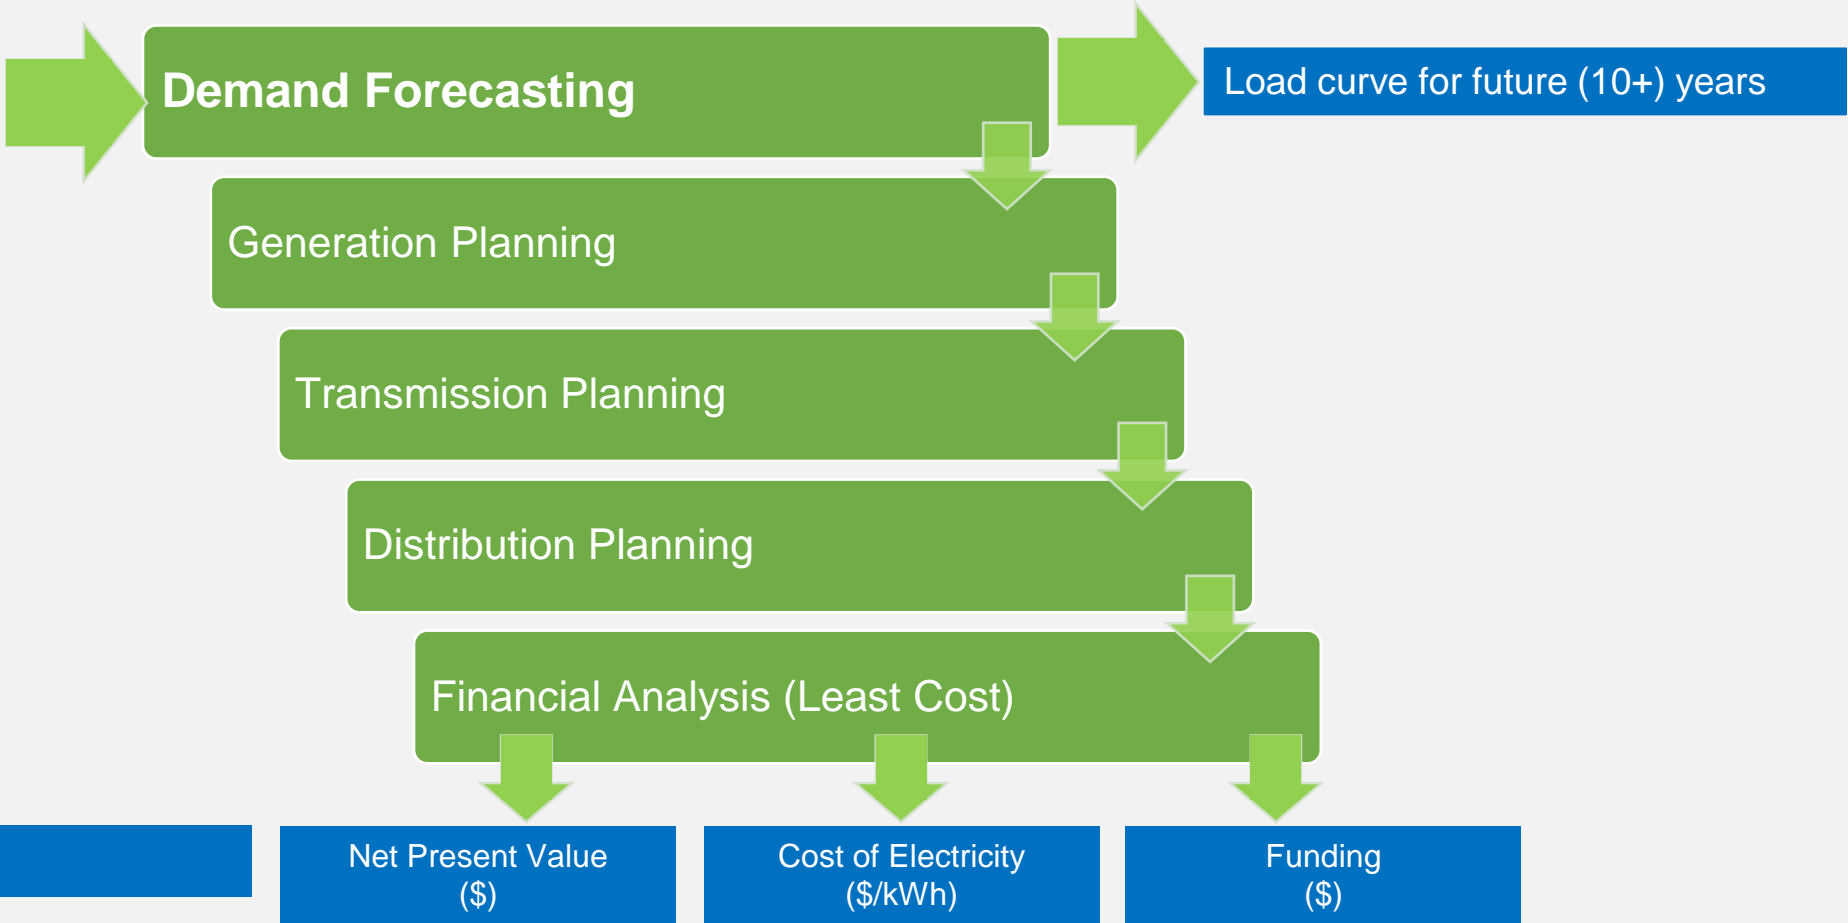 Demand Forecasting
Load curve for future (10+) years
Generation Planning
Transmission Planning
Distribution Planning
Financial Analysis (Least Cost)
Net Present Value
($)
Cost of Electricity
($/kWh)
Funding
($)